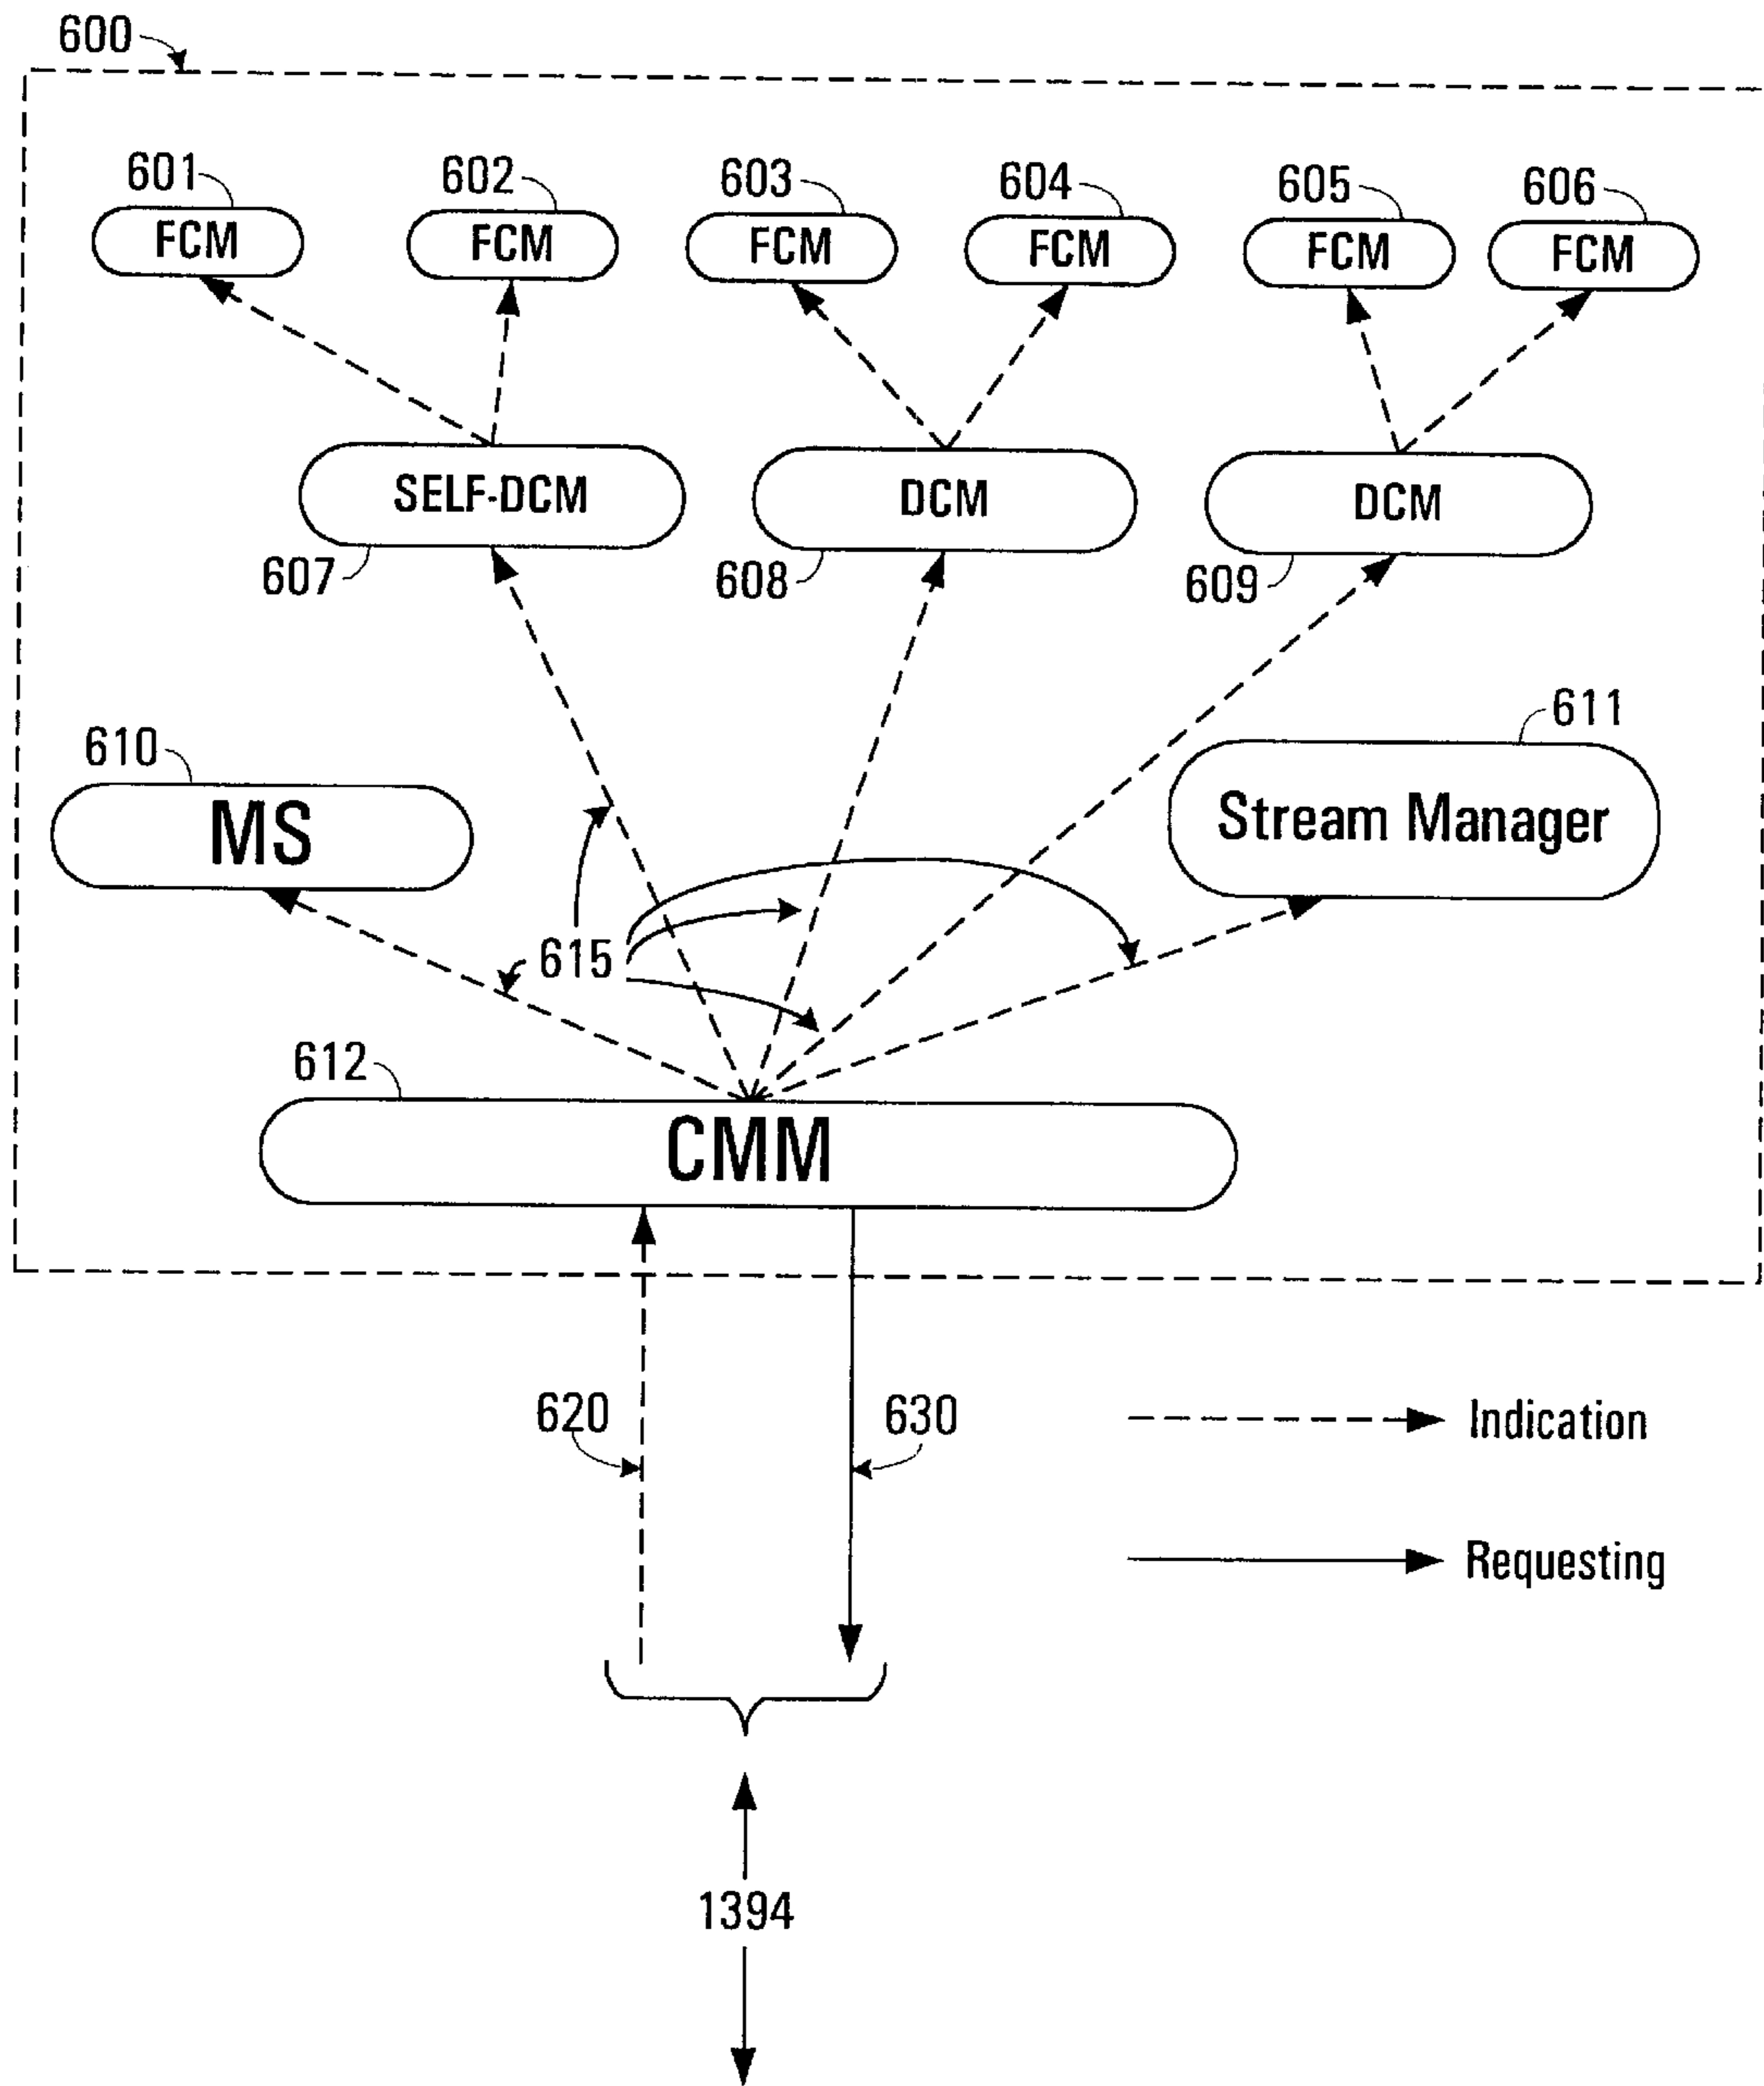 600
601
602
603
604
605
606
FCM
FCM
FCM
FCM
FCM
FCM
SELF-DCM
DCM
DCM
607
608
609
610
611
MS
Stream Manager
615
612
CMM
620
630
Indication
Requesting
1394